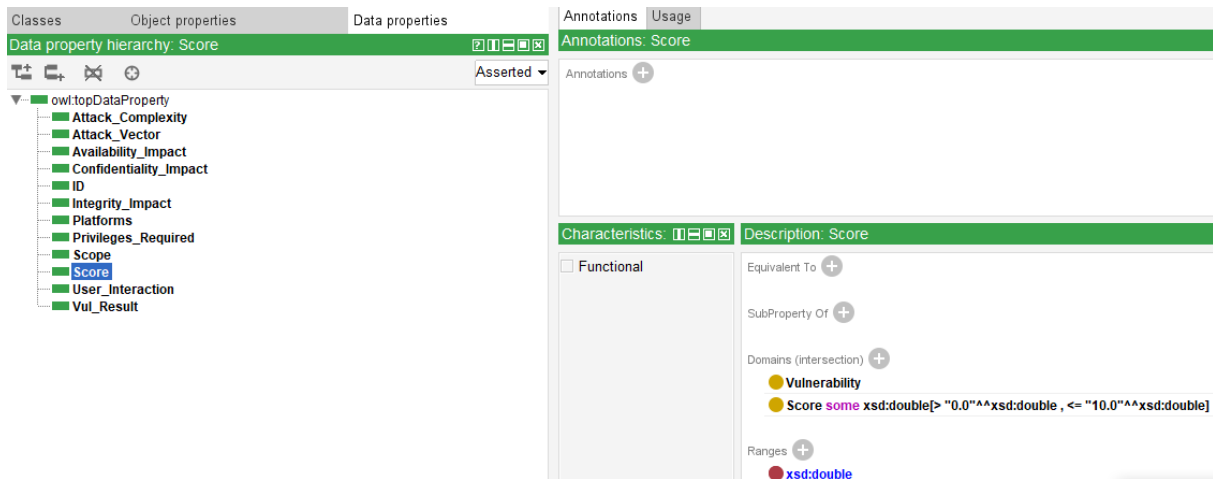 Classes Object properties Data properties
Data property hierarchy: Score
Asserted
owl:topDataProperty
Attack_Complexity
Attack_Vector
Availability_Impact
Confidentiality_Impact
ID
Integrity_Impact
Platforms
Privileges_Required
Scope
Score
User_Interaction
Vul_Result
Annotations Usage
Annotations: Score
Annotations
Characteristics:
Functional
Description: Score
Equivalent To
SubProperty Of
Domains (intersection)
Vulnerability
Score some xsd:double[> "0.0"^^xsd:double , <= "10.0"^^xsd:double]
Ranges
xsd:double